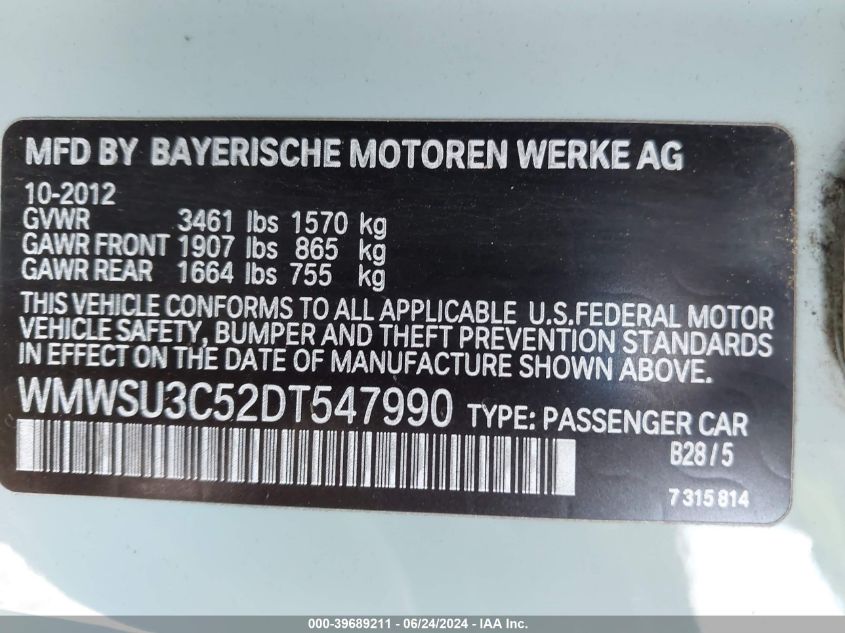 MFD BY BAYERISCHE MOTOREN WERKE AG
10-2012
GVWR 3461 lbs 1570 kg
GAWR FRONT 1907 lbs 865 kg
GAWR REAR 1664 lbs 755 kg
THIS VEHICLE CONFORMS TO ALL APPLICABLE U.S.FEDERAL MOTOR
VEHICLE SAFETY, BUMPER AND THEFT PREVENTION STANDARDS
IN EFFECT ON THE DATE OF MANUFACTURE SHOWN ABOVE.
WMWSU3C52DT547990 TYPE: PASSENGER CAR
B28/5
7315814
000-39689211 - 06/24/2024 - IAA Inc.